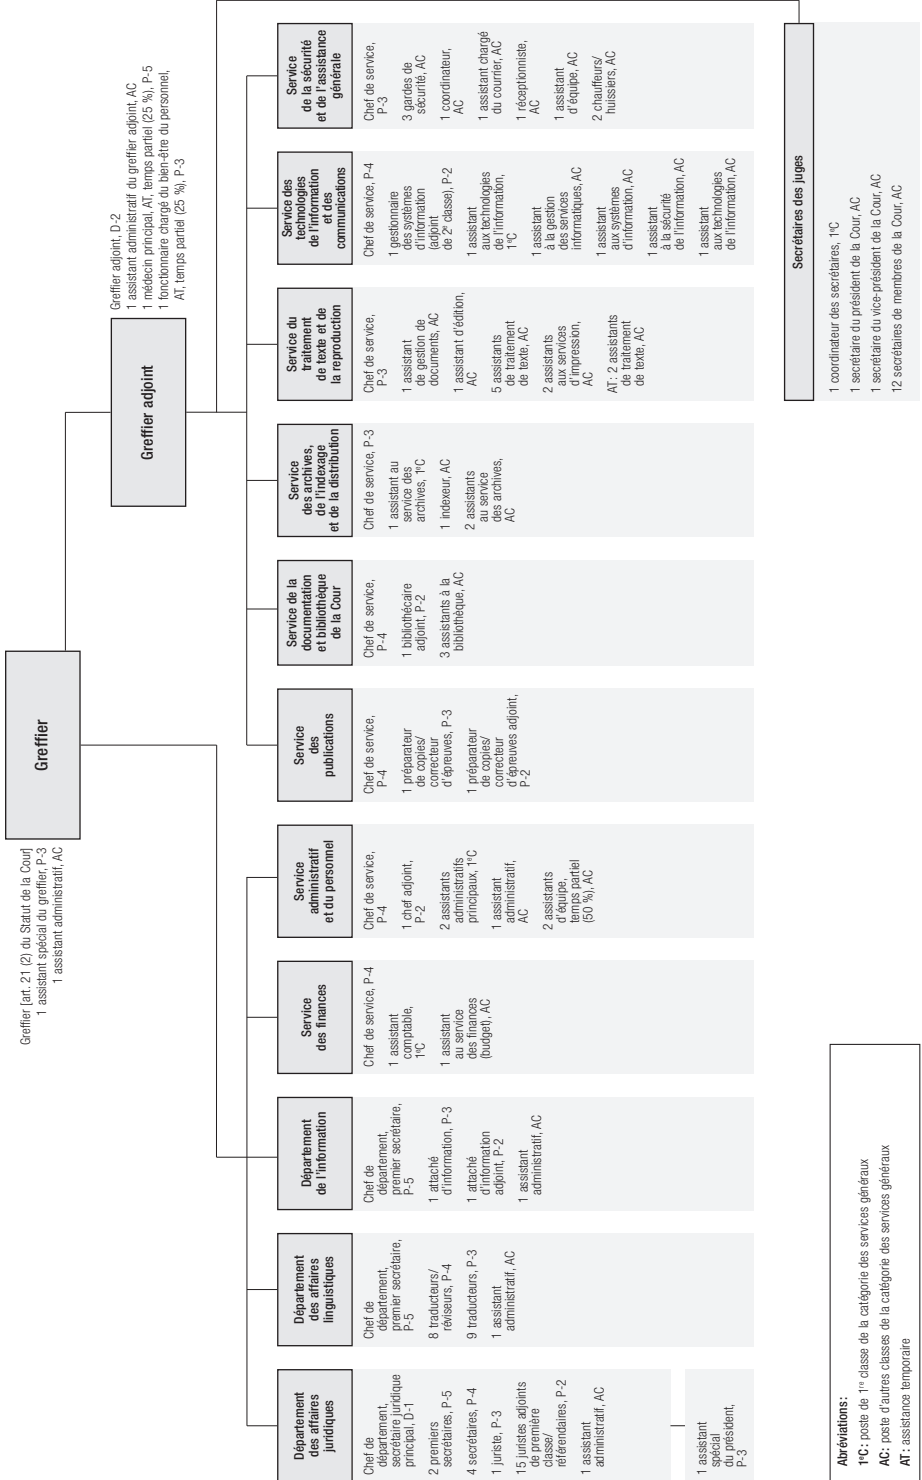 Greffier
Greffier [art. 21 (2) du Statut de la Cour]
1 assistant spécial du greffier, P-3
1 assistant administratif, AC
Greffier adjoint
Greffier adjoint, D-2
1 assistant administratif du greffier adjoint, AC
1 médecin principal, AT, temps partiel (25 %), P-5
1 fonctionnaire chargé du bien-être du personnel,
AT, temps partiel (25 %), P-3
Département
des affaires
juridiques
Chef de
département,
secrétaire juridique
principal, D-1
2 premiers
secrétaires, P-5
4 secrétaires, P-4
1 juriste, P-3
15 juristes adjoints
de première
classe/
référendaires, P-2
1 assistant
administratif, AC
1 assistant
spécial
du président,
P-3
Département
des affaires
linguistiques
Chef de
département,
premier secrétaire,
P-5
8 traducteurs/
réviseurs, P-4
9 traducteurs, P-3
1 assistant
administratif, AC
Département
de l'information
Chef de
département,
premier secrétaire,
P-5
1 attaché
d'information, P-3
1 attaché
d'information
adjoint, P-2
1 assistant
administratif, AC
Service
des finances
Chef de service, P-4
1 assistant
comptable,
1ºC
1 assistant
au service
des finances
(budget), AC
Service
administratif
et du personnel
Chef de service,
P-4
1 chef adjoint,
P-2
2 assistants
administratifs
principaux, 1ºC
1 assistant
administratif,
AC
2 assistants
d'équipe,
temps partiel
(50 %), AC
Service
des
publications
Chef de service,
P-4
1 préparateur
de copies/
correcteur
d'épreuves, P-3
1 préparateur
de copies/
correcteur
d'épreuves adjoint,
P-2
Service de la
documentation
et bibliothèque
de la Cour
Chef de service,
P-4
1 bibliothécaire
adjoint, P-2
3 assistants à la
bibliothèque, AC
Service
des archives,
de l'indexage
et de la distribution
Chef de service, P-3
1 assistant au
service des
archives, 1ºC
1 indexeur, AC
2 assistants
au service
des archives,
AC
Service du
traitement
de texte et de
la reproduction
Chef de service,
P-3
1 assistant
de gestion de
documents, AC
1 assistant d'édition,
AC
5 assistants
de traitement
de texte, AC
2 assistants
aux services
d'impression,
AC
AT: 2 assistants
de traitement
de texte, AC
Service des
technologies
de l'information
et des
communications
Chef de service, P-4
1 gestionnaire
des systèmes
d'information
(adjoint
de 2ᵉ classe), P-2
1 assistant
aux technologies
de l'information,
1ºC
1 assistant
à la gestion
des services
informatiques, AC
1 assistant
aux systèmes
d'information, AC
1 assistant
à la sécurité
de l'information, AC
1 assistant
aux technologies
de l'information, AC
Service
de la sécurité
et de l'assistance
générale
Chef de service,
P-3
3 gardes de
sécurité, AC
1 coordinateur,
AC
1 assistant chargé
du courrier, AC
1 réceptionniste,
AC
1 assistant
d'équipe, AC
2 chauffeurs/
huissiers, AC
Secrétaires des juges
1 coordinateur des secrétaires, 1ºC
1 secrétaire du président de la Cour, AC
1 secrétaire du vice-président de la Cour, AC
12 secrétaires de membres de la Cour, AC
Abréviations:
1ºC: poste de 1ʳᵉ classe de la catégorie des services généraux
AC: poste d'autres classes de la catégorie des services généraux
AT: assistance temporaire